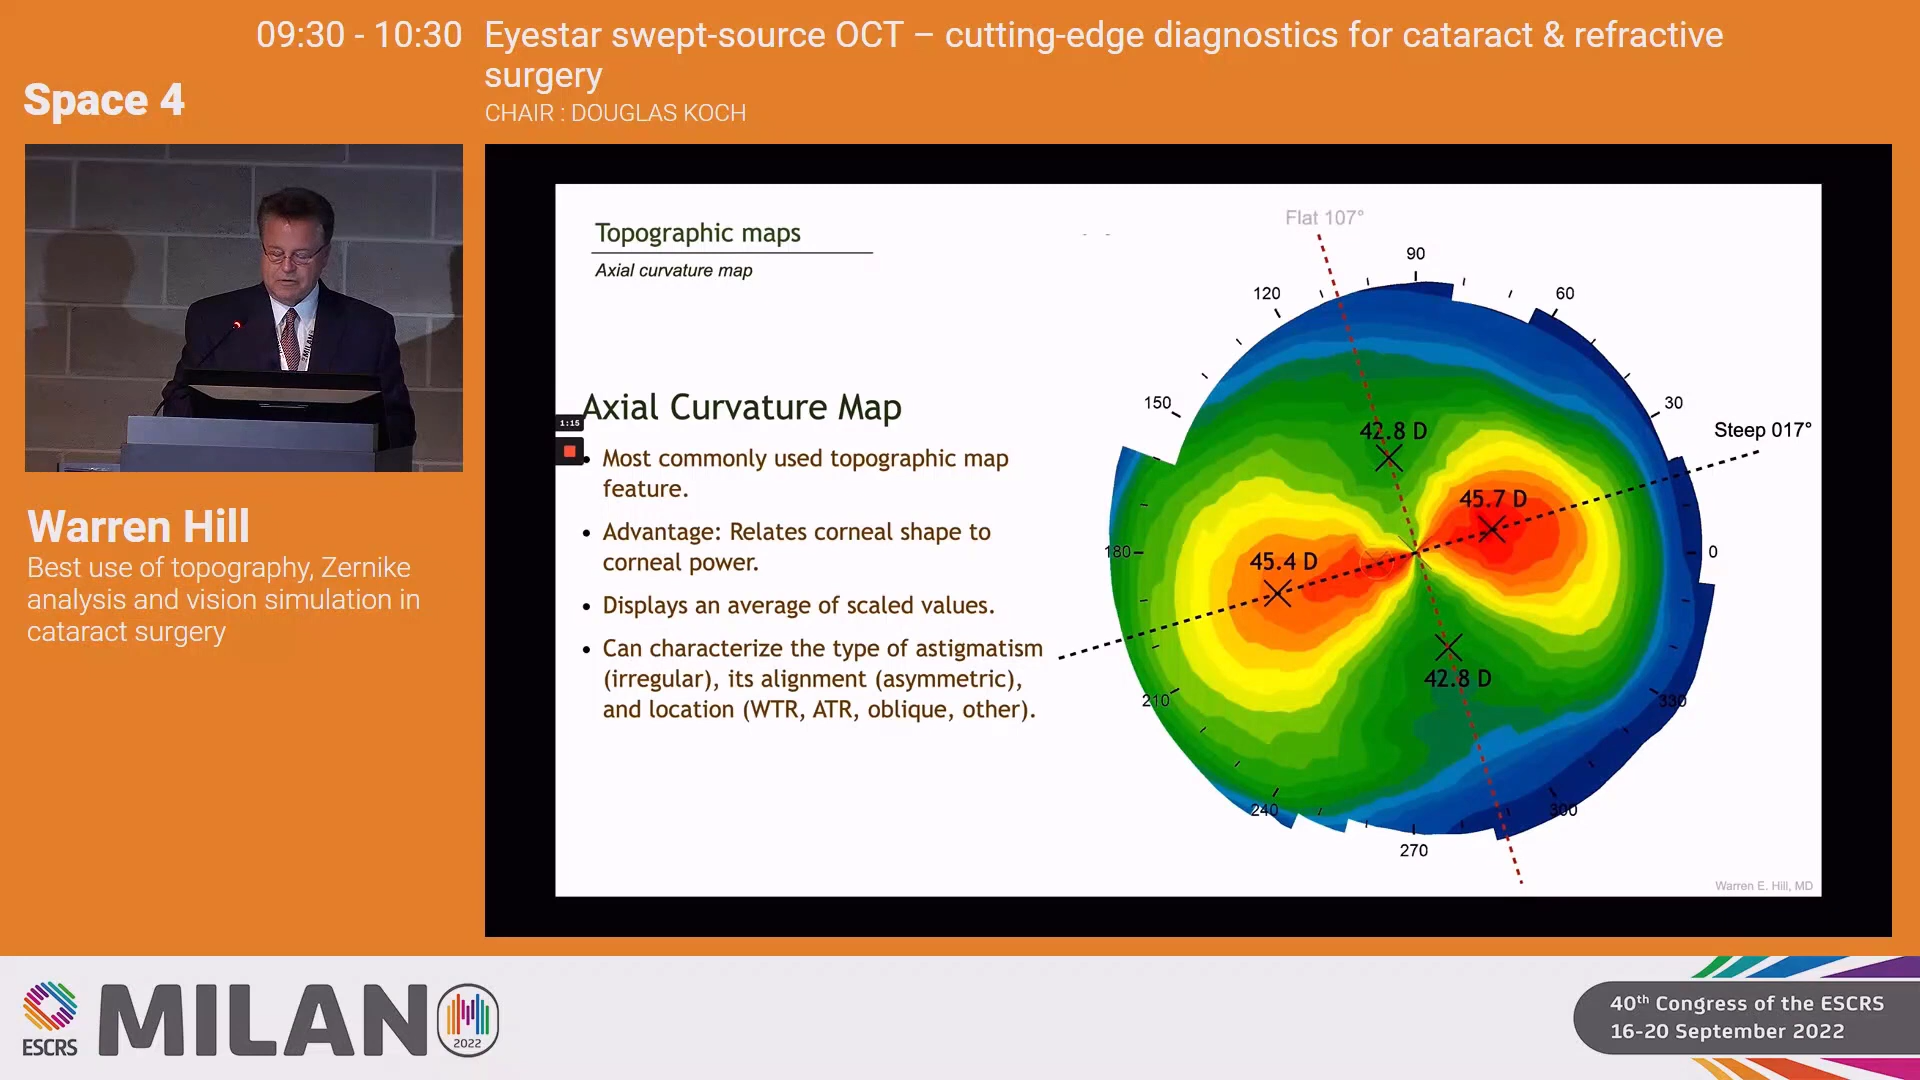 09:30 - 10:30
Eyestar swept-source OCT – cutting-edge diagnostics for cataract & refractive
surgery
CHAIR : DOUGLAS KOCH
Space 4
Warren Hill
Best use of topography, Zernike
analysis and vision simulation in
cataract surgery
Topographic maps
Axial curvature map
1:15
Axial Curvature Map
• Most commonly used topographic map
feature.
• Advantage: Relates corneal shape to
corneal power.
• Displays an average of scaled values.
• Can characterize the type of astigmatism
(irregular), its alignment (asymmetric),
and location (WTR, ATR, oblique, other).
Flat 107°
90
120
60
150
30
Steep 017°
42.8 D
45.7 D
180
0
45.4 D
42.8 D
210
330
240
300
270
Warren E. Hill, MD
ESCRS
MILANO
2022
40th Congress of the ESCRS
16-20 September 2022